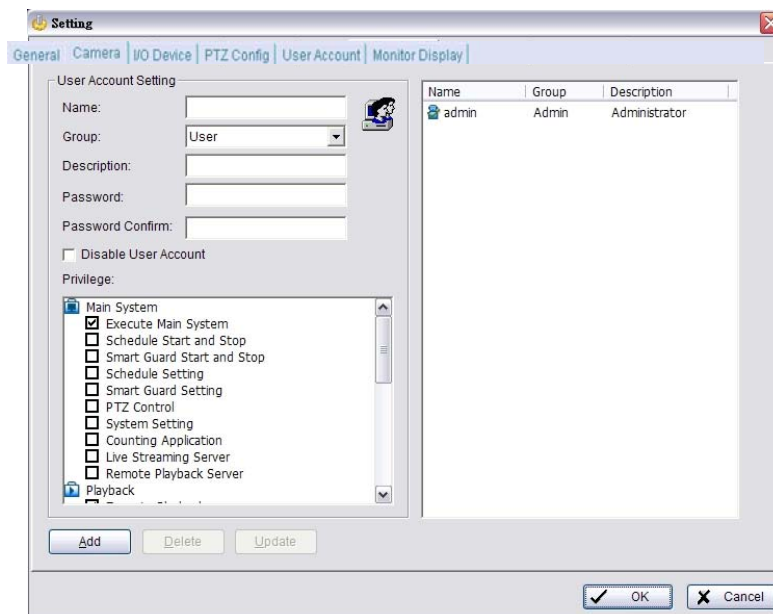 Setting
General Camera I/O Device PTZ Config User Account Monitor Display
User Account Setting
Name:
Group: User
Description:
Password:
Password Confirm:
Disable User Account
Privilege:
Main System
Execute Main System
Schedule Start and Stop
Smart Guard Start and Stop
Schedule Setting
Smart Guard Setting
PTZ Control
System Setting
Counting Application
Live Streaming Server
Remote Playback Server
Playback
Name Group Description
admin Admin Administrator
Add Delete Update
OK Cancel